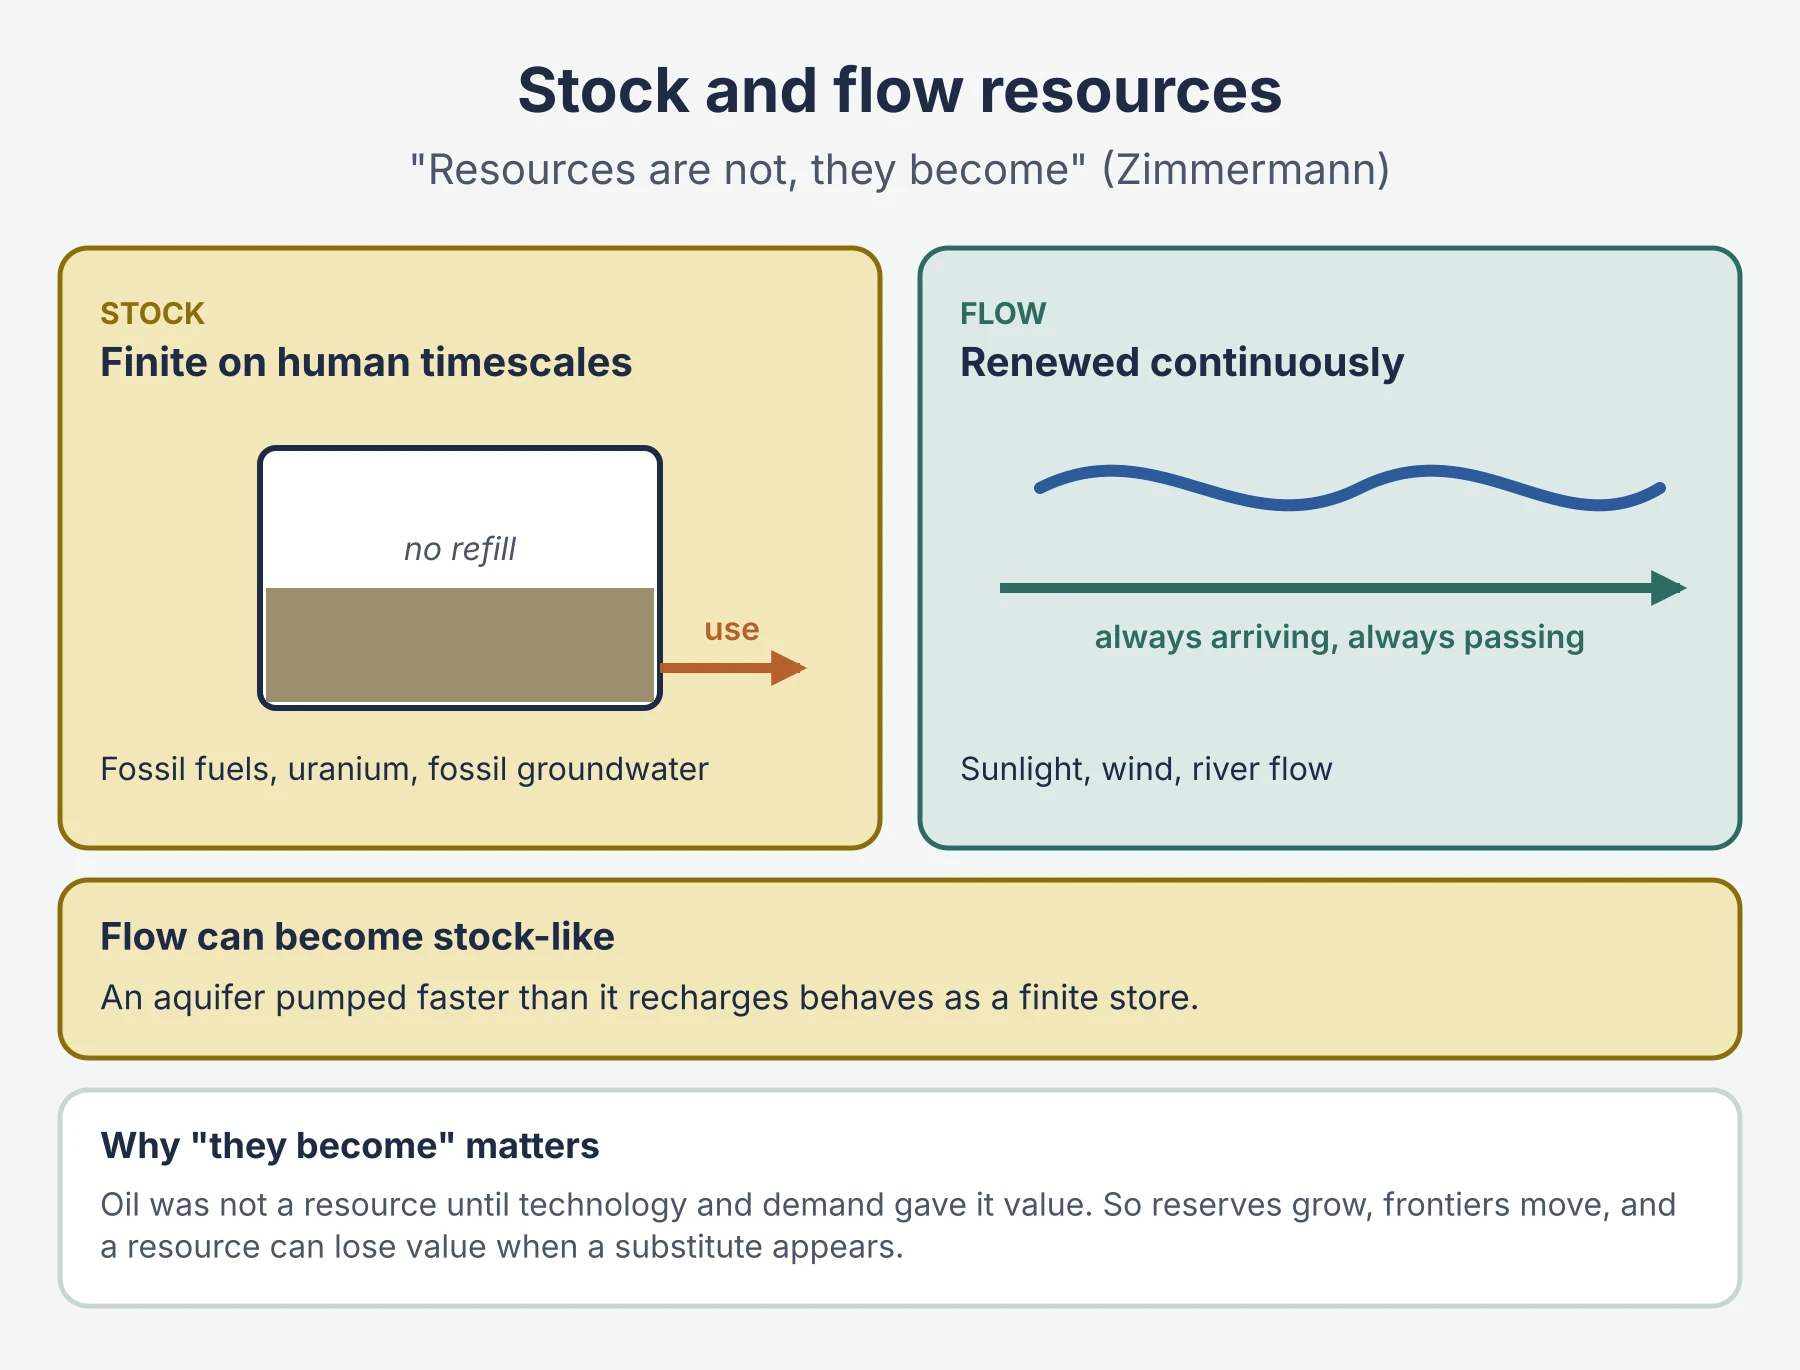 Stock and flow resources
"Resources are not, they become" (Zimmermann)
STOCK
Finite on human timescales
no refill
use
Fossil fuels, uranium, fossil groundwater
FLOW
Renewed continuously
always arriving, always passing
Sunlight, wind, river flow
Flow can become stock-like
An aquifer pumped faster than it recharges behaves as a finite store.
Why "they become" matters
Oil was not a resource until technology and demand gave it value. So reserves grow, frontiers move, and
a resource can lose value when a substitute appears.